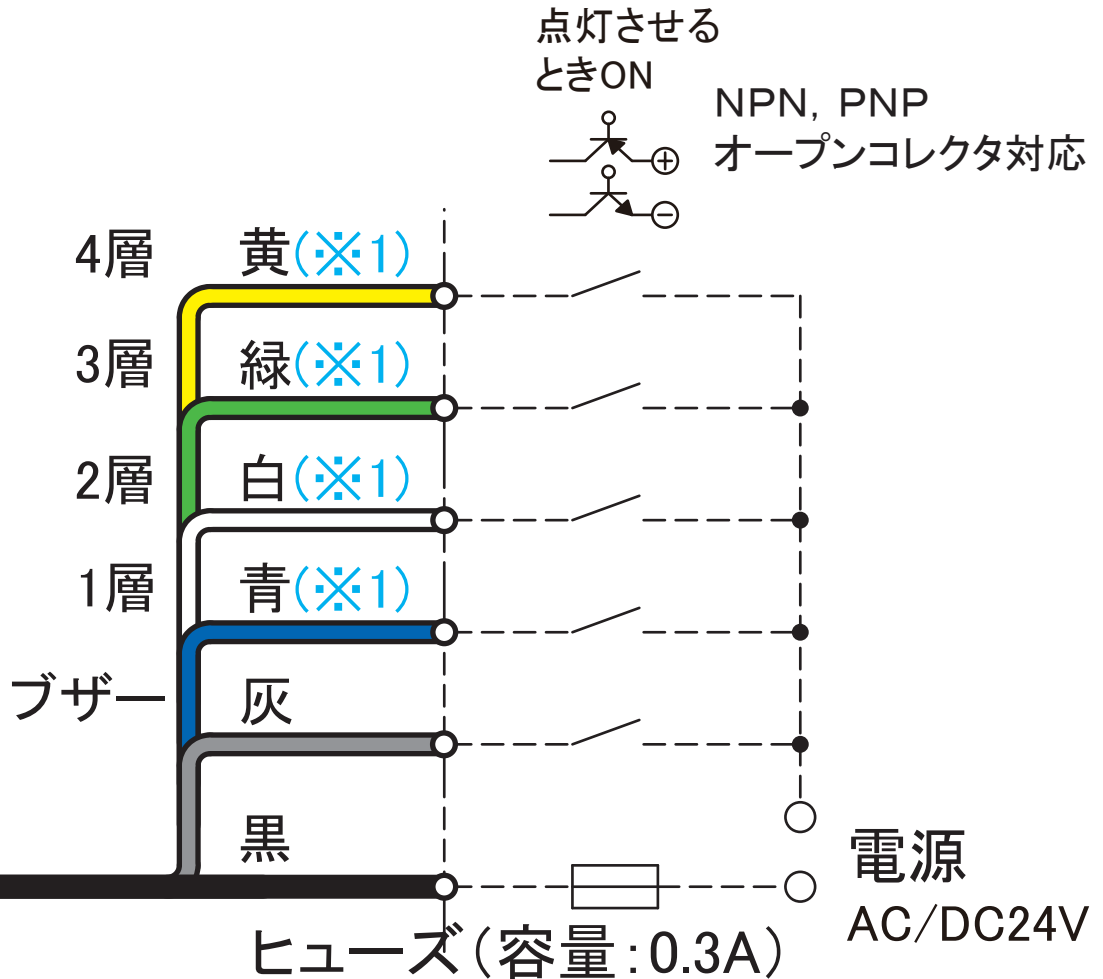 点灯させる
ときON
NPN, PNP
オープンコレクタ対応
4層 黄(※1)
3層 緑(※1)
2層 白(※1)
1層 青(※1)
ブザー 灰
黒
電源
AC/DC24V
ヒューズ(容量:0.3A)